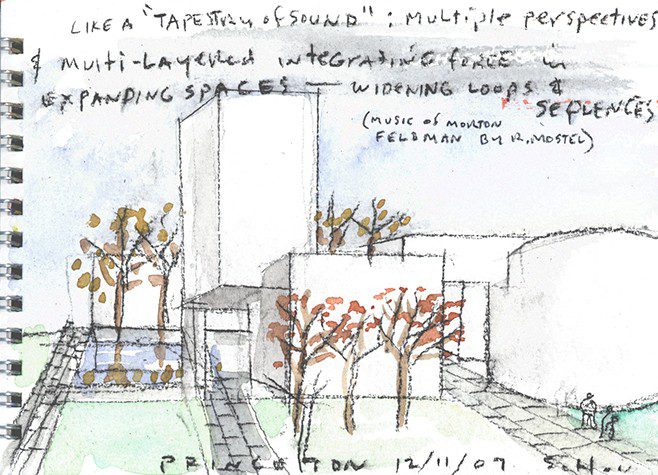 LIKE A "TAPESTRY OF SOUND" : MULTIPLE PERSPECTIVES
& MULTI-LAYERED INTEGRATING FORCE IN
EXPANDING SPACES — WIDENING LOOPS &
SEQUENCES
(MUSIC OF MORTON
FELDMAN BY R. MOSTEL)
PRINCETON 12/11/07 S.H.